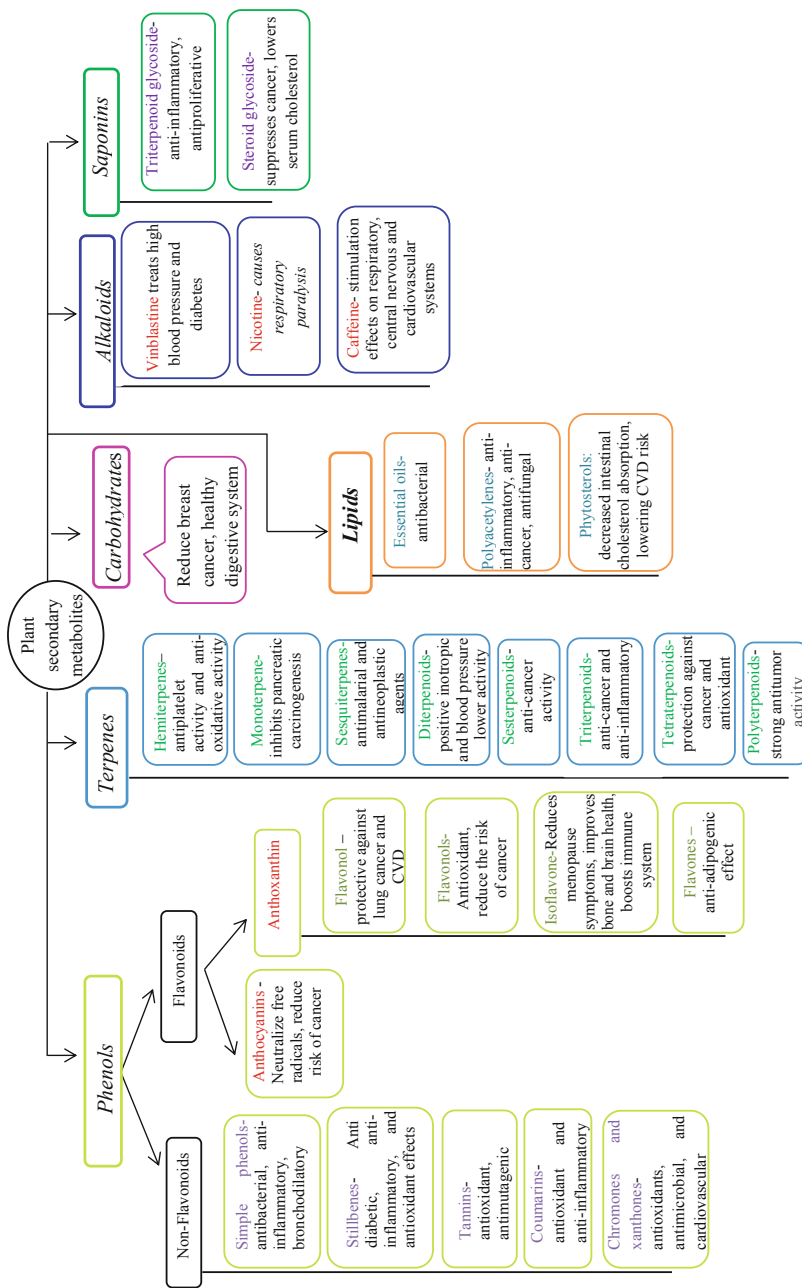 Plant
secondary
metabolites
Phenols
Non-Flavonoids
Simple phenols-
antibacterial, anti-
inflammatory,
bronchodilatory
Stillbenes- Anti
diabetic, anti-
inflammatory, and
antioxidant effects
Tannins-
antioxidant,
antimutagenic
Coumarins-
antioxidant and
anti-inflammatory
Chromones and
xanthones-
antioxidants,
antimicrobial, and
cardiovascular
Flavonoids
Anthocyanins -
Neutralize free
radicals, reduce
risk of cancer
Anthoxanthin
Flavonol –
protective against
lung cancer and
CVD
Flavonols-
Antioxidant,
reduce the risk
of cancer
Isoflavone-Reduces
menopause
symptoms, improves
bone and brain health,
boosts immune
system
Flavones –
anti-adipogenic
effect
Terpenes
Hemiterpenes–
antiplatelet
activity and anti-
oxidative activity
Monoterpene-
inhibits pancreatic
carcinogenesis
Sesquiterpenes-
antimalarial and
antineoplastic
agents
Diterpenoids-
positive inotropic
and blood pressure
lower activity
Sesterpenoids-
anti-cancer
activity
Triterpenoids-
anti-cancer and
anti-inflammatory
Tetraterpenoids-
protection against
cancer and
antioxidant
Polyterpenoids-
strong antitumor
activity
Carbohydrates
Reduce breast
cancer, healthy
digestive system
Lipids
Essential oils-
antibacterial
Polyacetylenes- anti-
inflammatory, anti-
cancer, antifungal
Phytosterols:
decreased intestinal
cholesterol absorption,
lowering CVD risk
Alkaloids
Vinblastine treats high
blood pressure and
diabetes
Nicotine- causes
respiratory
paralysis
Caffeine- stimulation
effects on respiratory,
central nervous and
cardiovascular
systems
Saponins
Triterpenoid glycoside-
anti-inflammatory,
antiproliferative
Steroid glycoside-
suppresses cancer, lowers
serum cholesterol